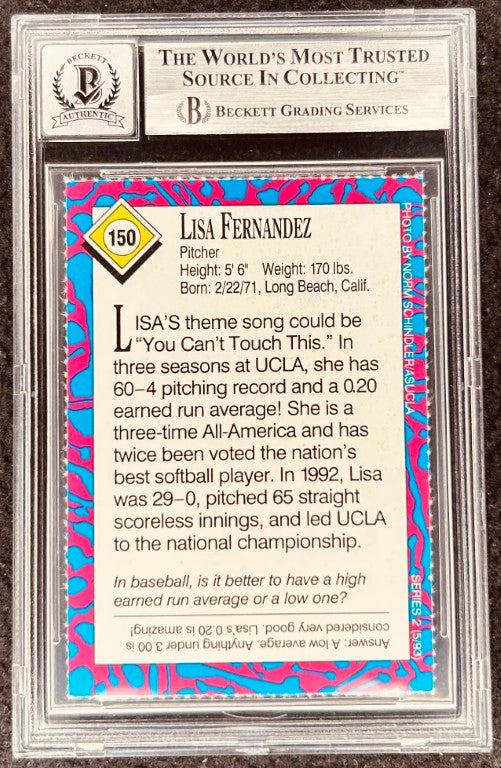 BECKETT
B
AUTHENTIC
THE WORLD'S MOST TRUSTED
SOURCE IN COLLECTING™
B BECKETT GRADING SERVICES
150
LISA FERNANDEZ
Pitcher
Height: 5' 6" Weight: 170 lbs.
Born: 2/22/71, Long Beach, Calif.
LISA'S theme song could be
"You Can't Touch This." In
three seasons at UCLA, she has
60–4 pitching record and a 0.20
earned run average! She is a
three-time All-America and has
twice been voted the nation's
best softball player. In 1992, Lisa
was 29–0, pitched 65 straight
scoreless innings, and led UCLA
to the national championship.
In baseball, is it better to have a high
earned run average or a low one?
Answer: A low average. Anything under 3.00 is
considered very good. Lisa's 0.20 is amazing!
PHOTO BY NORM SCHINDLER/ASUCLA
SERIES 2 (5/93)